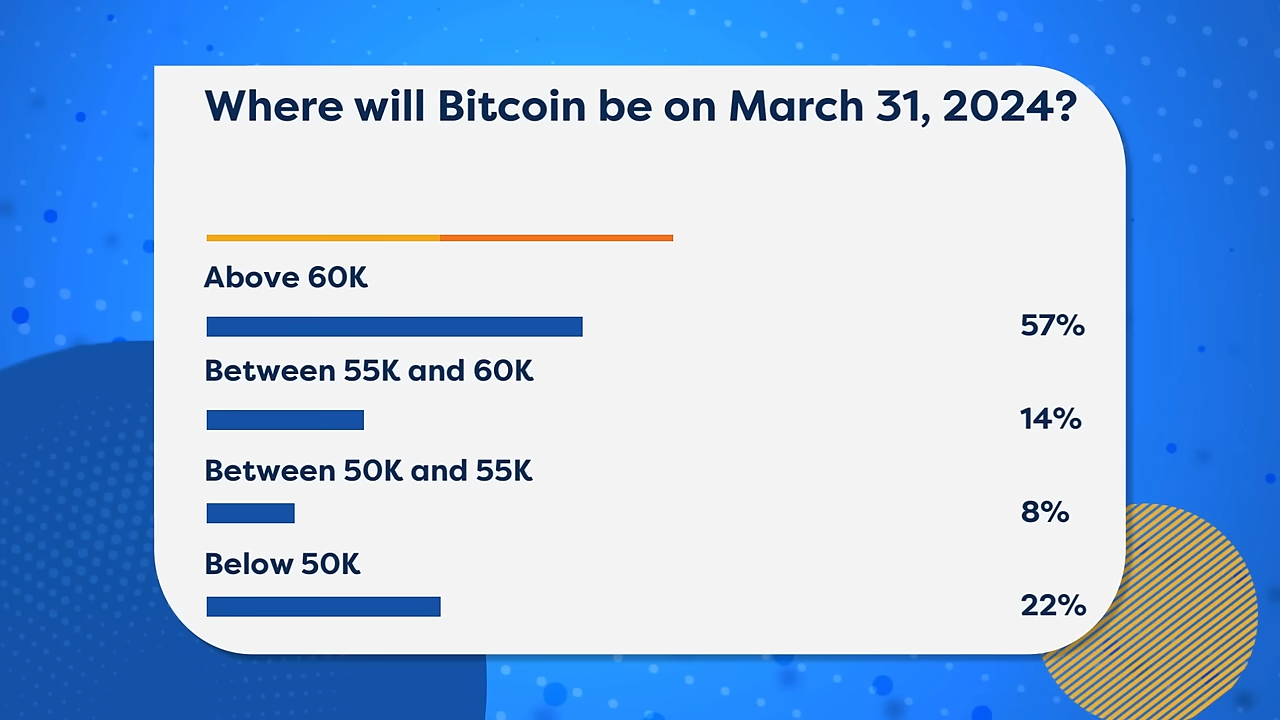 Where will Bitcoin be on March 31, 2024?
Above 60K
57%
Between 55K and 60K
14%
Between 50K and 55K
8%
Below 50K
22%